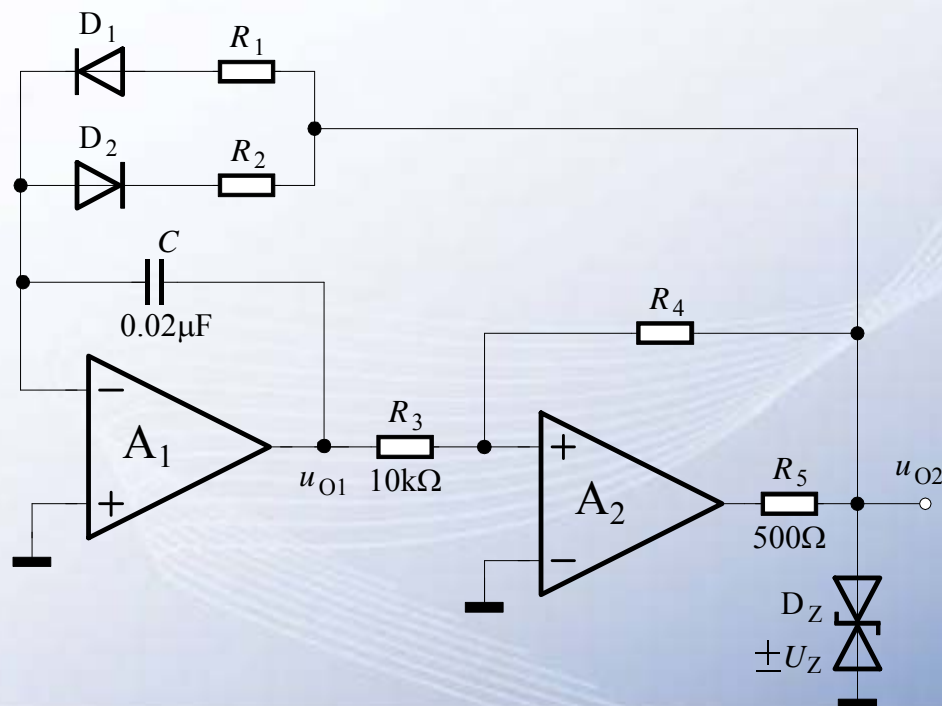 D1
R1
D2
R2
C
0.02μF
R4
−
A1
+
uO1
R3
10kΩ
+
A2
−
R5
500Ω
uO2
DZ
±UZ